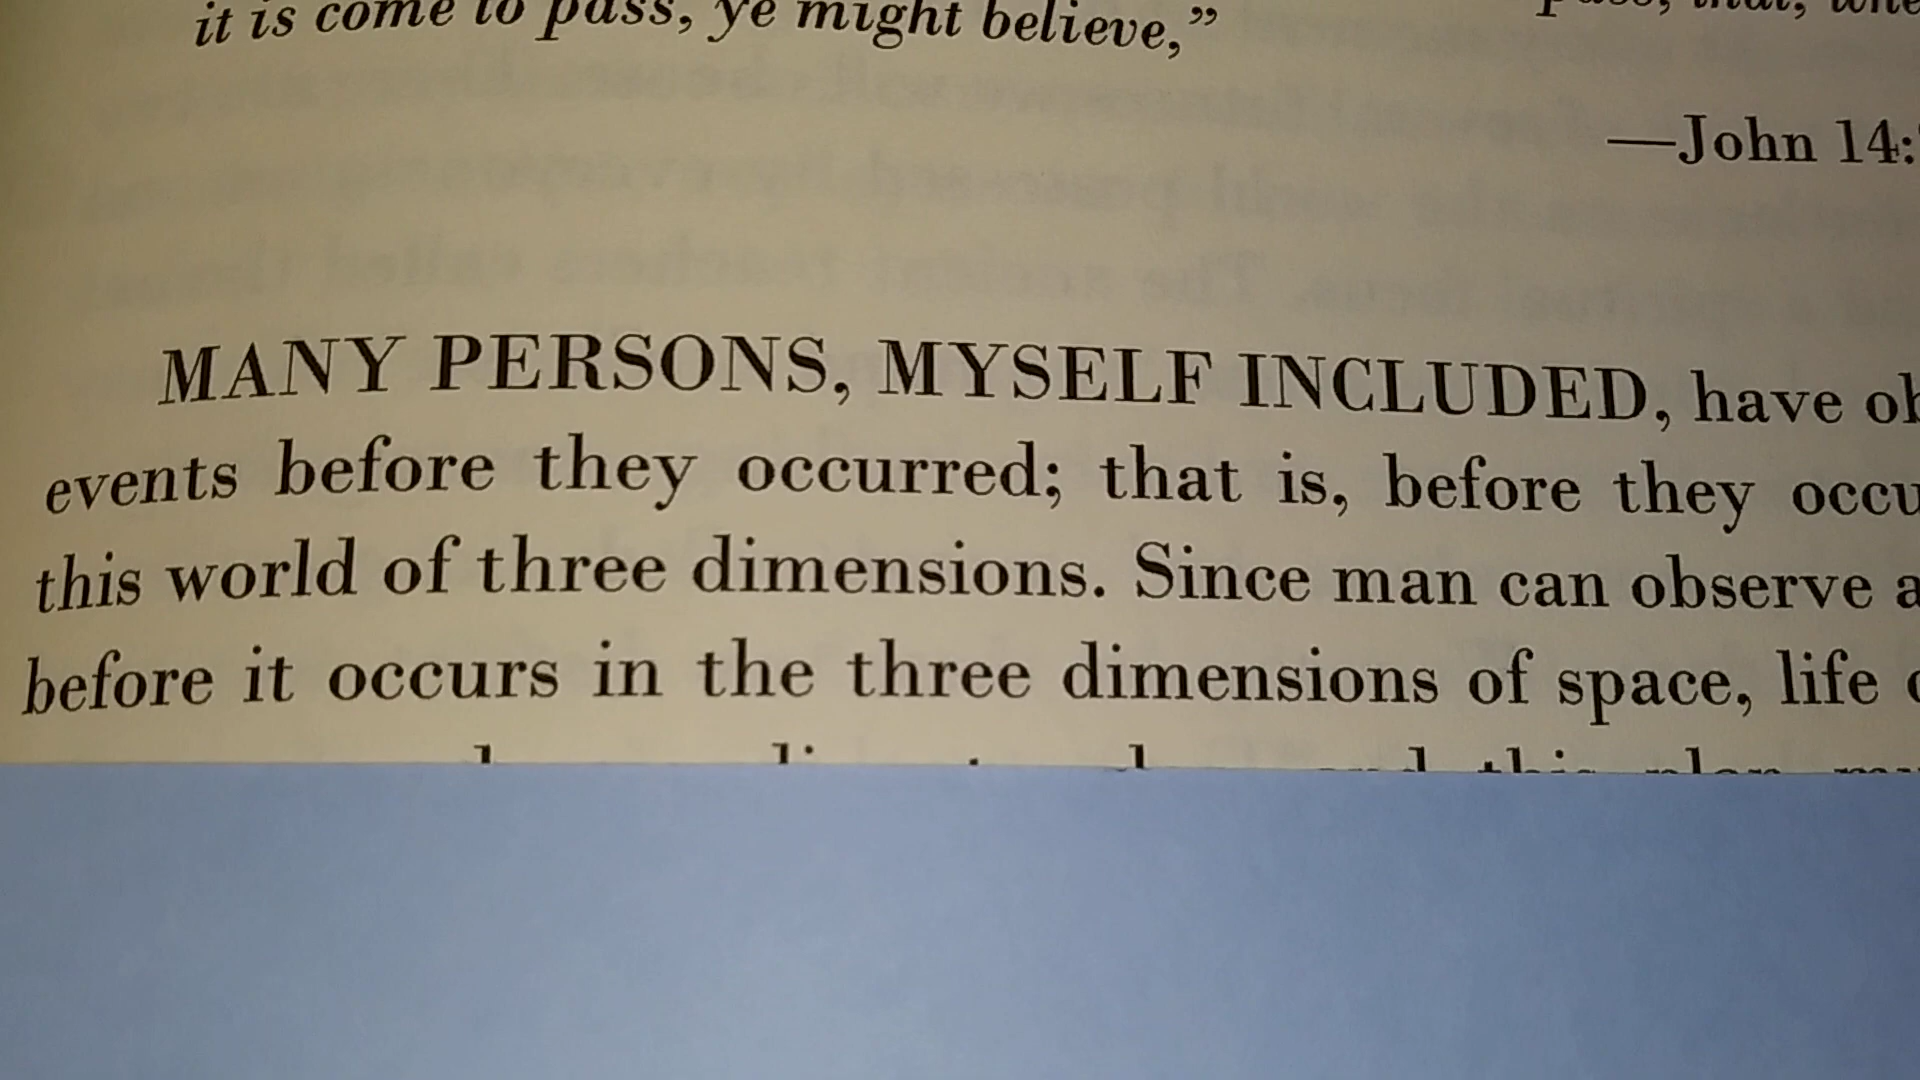 it is come to pass, ye might believe,”
—John 14:
MANY PERSONS, MYSELF INCLUDED, have
events before they occurred; that is, before they
this world of three dimensions. Since man can observe
before it occurs in the three dimensions of space, life